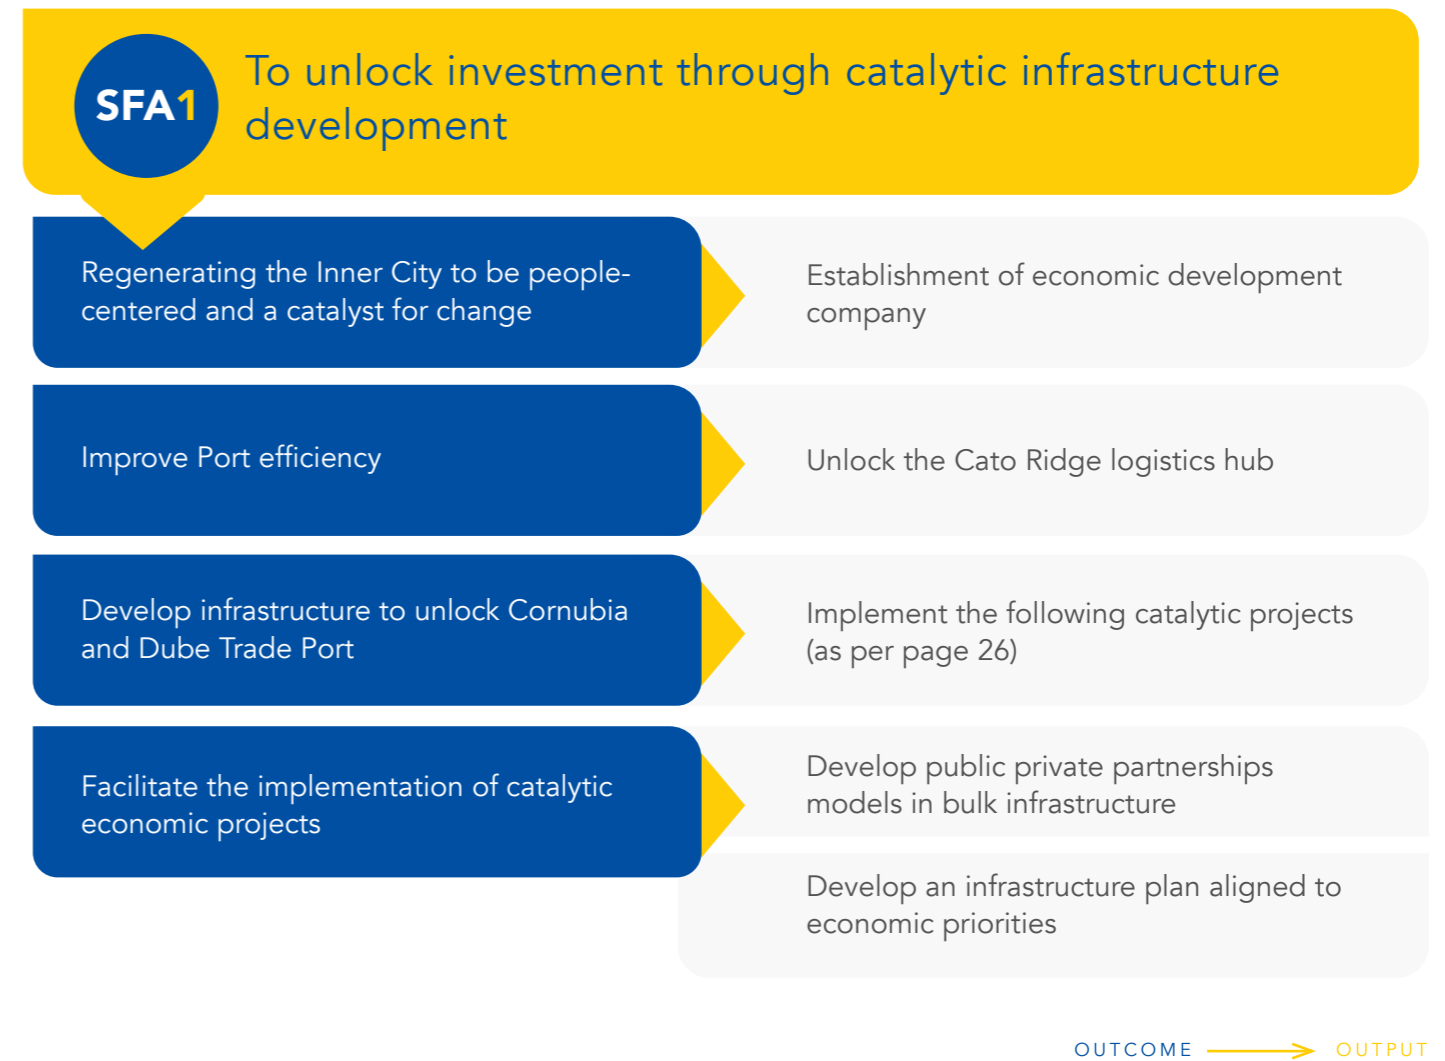 SFA1
To unlock investment through catalytic infrastructure
development
Regenerating the Inner City to be people-
centered and a catalyst for change
Establishment of economic development
company
Improve Port efficiency
Unlock the Cato Ridge logistics hub
Develop infrastructure to unlock Cornubia
and Dube Trade Port
Implement the following catalytic projects
(as per page 26)
Facilitate the implementation of catalytic
economic projects
Develop public private partnerships
models in bulk infrastructure
Develop an infrastructure plan aligned to
economic priorities
OUTCOME OUTPUT